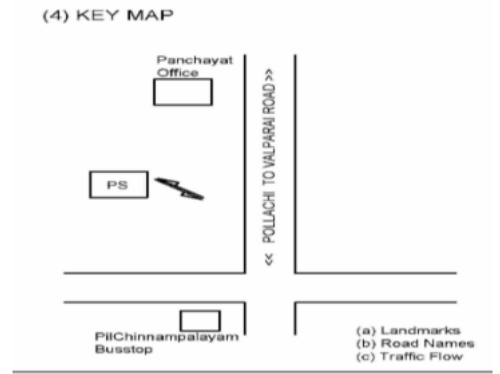 (4) KEY MAP
Panchayat
Office
<< POLLACHI TO VALPARAI ROAD >>
PS
PilChinnampalayam
Busstop
(a) Landmarks
(b) Road Names
(c) Traffic Flow